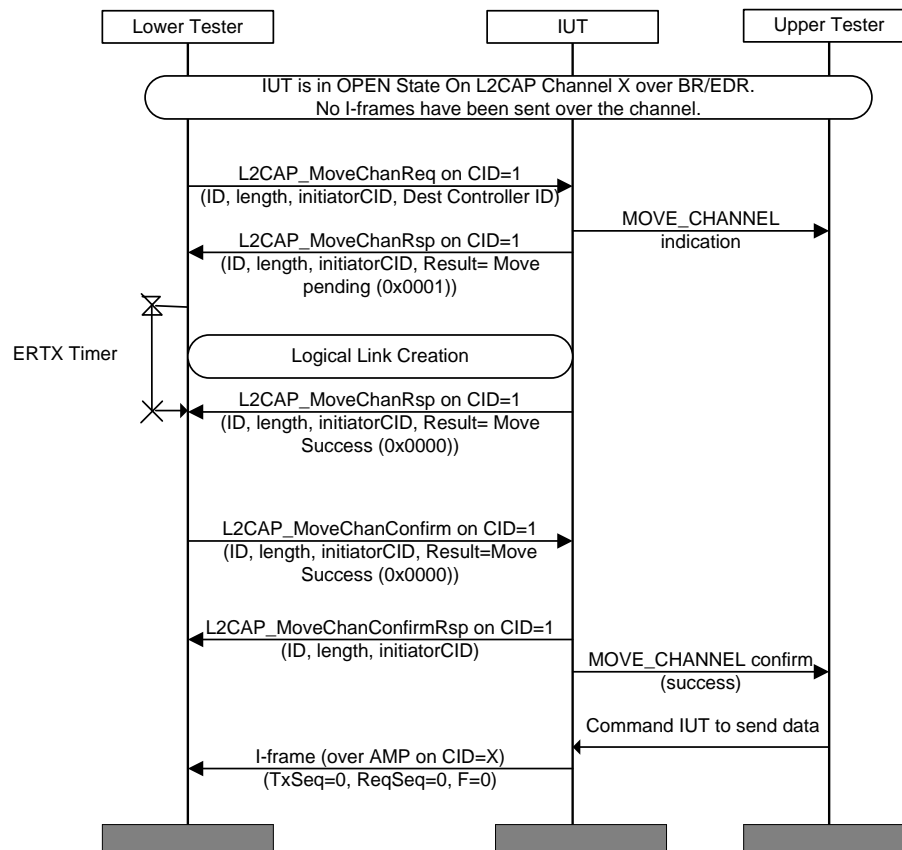 Lower Tester
IUT
Upper Tester
IUT is in OPEN State On L2CAP Channel X over BR/EDR.
No I-frames have been sent over the channel.
L2CAP_MoveChanReq on CID=1
(ID, length, initiatorCID, Dest Controller ID)
MOVE_CHANNEL
indication
L2CAP_MoveChanRsp on CID=1
(ID, length, initiatorCID, Result= Move
pending (0x0001))
ERTX Timer
Logical Link Creation
L2CAP_MoveChanRsp on CID=1
(ID, length, initiatorCID, Result= Move
Success (0x0000))
L2CAP_MoveChanConfirm on CID=1
(ID, length, initiatorCID, Result=Move
Success (0x0000))
L2CAP_MoveChanConfirmRsp on CID=1
(ID, length, initiatorCID)
MOVE_CHANNEL confirm
(success)
Command IUT to send data
I-frame (over AMP on CID=X)
(TxSeq=0, ReqSeq=0, F=0)